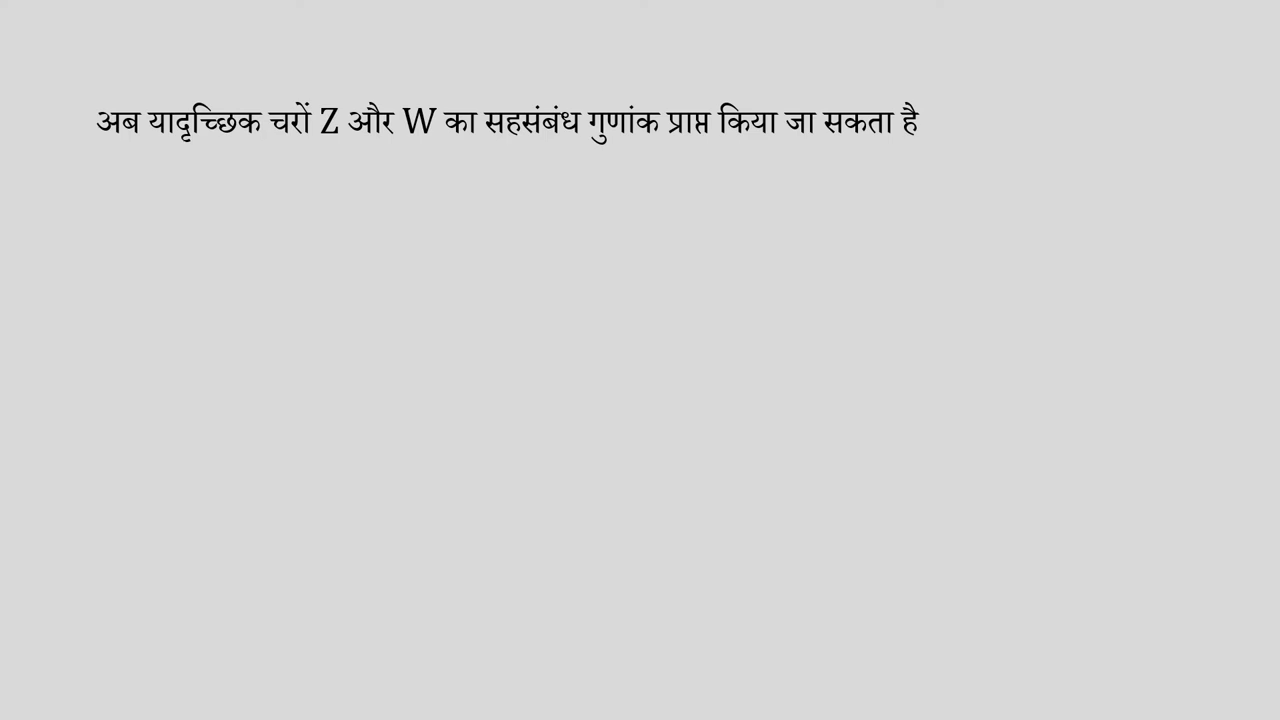 अब यादृच्छिक चरों Z और W का सहसंबंध गुणांक प्राप्त किया जा सकता है